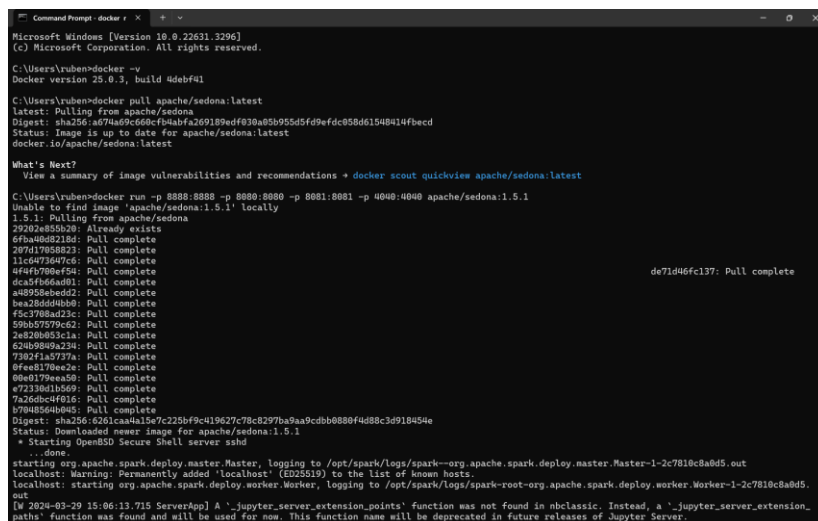 Command Prompt - docker r
Microsoft Windows [Version 10.0.22631.3296]
(c) Microsoft Corporation. All rights reserved.
C:\Users\ruben>docker -v
Docker version 25.0.3, build 4debf41
C:\Users\ruben>docker pull apache/sedona:latest
latest: Pulling from apache/sedona
Digest: sha256:a674a69c660cfb4abfa269189edf030a05b955d5fd9efdc058d61548414fbecd
Status: Image is up to date for apache/sedona:latest
docker.io/apache/sedona:latest
What's Next?
View a summary of image vulnerabilities and recommendations → docker scout quickview apache/sedona:latest
C:\Users\ruben>docker run -p 8888:8888 -p 8080:8080 -p 8081:8081 -p 4040:4040 apache/sedona:1.5.1
Unable to find image 'apache/sedona:1.5.1' locally
1.5.1: Pulling from apache/sedona
29202e855b20: Already exists
6fba40d8218d: Pull complete
207d17058823: Pull complete
11c6473647c6: Pull complete
4f4fb700ef54: Pull complete de71d46fc137: Pull complete
dca5fb66ad01: Pull complete
a48958ebedd2: Pull complete
bea28ddd4bb0: Pull complete
f5c3708ad23c: Pull complete
59bb57579c62: Pull complete
2e820b053c1a: Pull complete
624b9849a234: Pull complete
7302f1a5737a: Pull complete
0fee8170ee2e: Pull complete
00e0179eea50: Pull complete
e72330d1b569: Pull complete
7a26dbc4f016: Pull complete
b7048564b045: Pull complete
Digest: sha256:6261caa4a15e7c225bf9c419627c78c8297ba9aa9cdbb0880f4d88c3d918454e
Status: Downloaded newer image for apache/sedona:1.5.1
* Starting OpenBSD Secure Shell server sshd
...done.
starting org.apache.spark.deploy.master.Master, logging to /opt/spark/logs/spark--org.apache.spark.deploy.master.Master-1-2c7810c8a0d5.out
localhost: Warning: Permanently added 'localhost' (ED25519) to the list of known hosts.
localhost: starting org.apache.spark.deploy.worker.Worker, logging to /opt/spark/logs/spark-root-org.apache.spark.deploy.worker.Worker-1-2c7810c8a0d5.
out
[W 2024-03-29 15:06:13.715 ServerApp] A `_jupyter_server_extension_points` function was not found in nbclassic. Instead, a `_jupyter_server_extension_
paths` function was found and will be used for now. This function name will be deprecated in future releases of Jupyter Server.